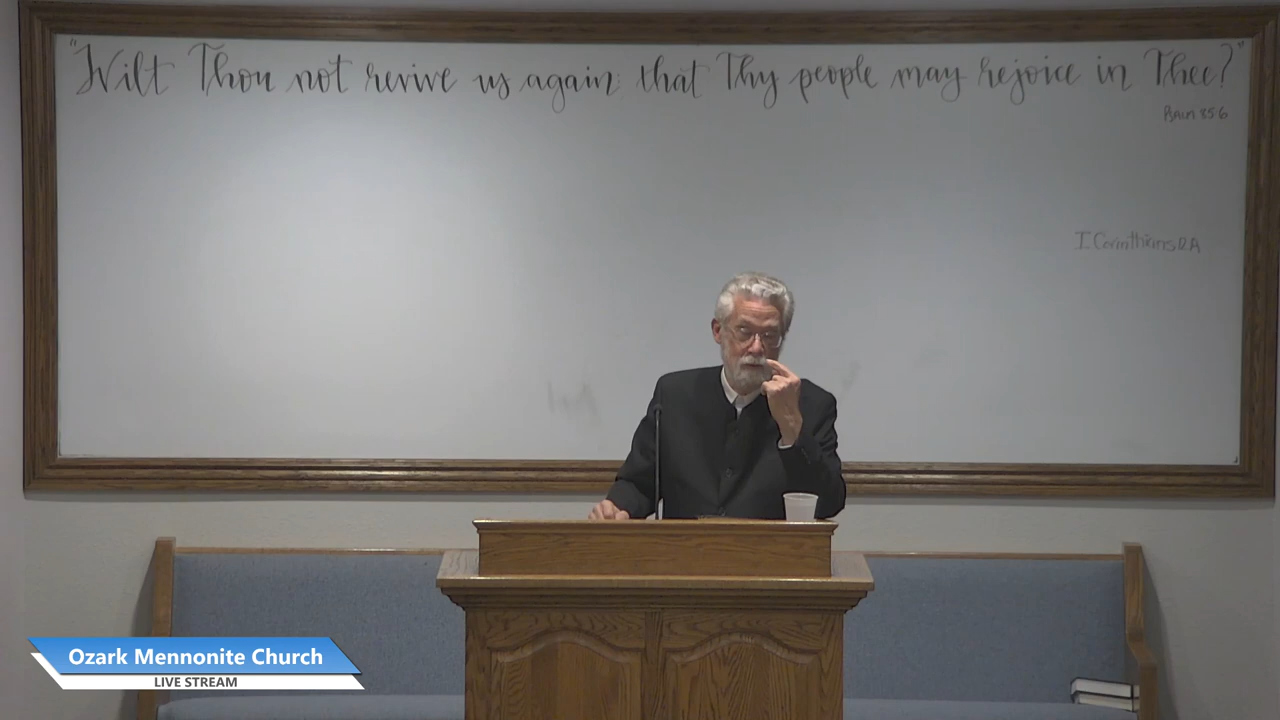 "Wilt Thou not revive us again: that Thy people may rejoice in Thee?"
Psalm 85:6
I Corinthians
Ozark Mennonite Church
LIVE STREAM